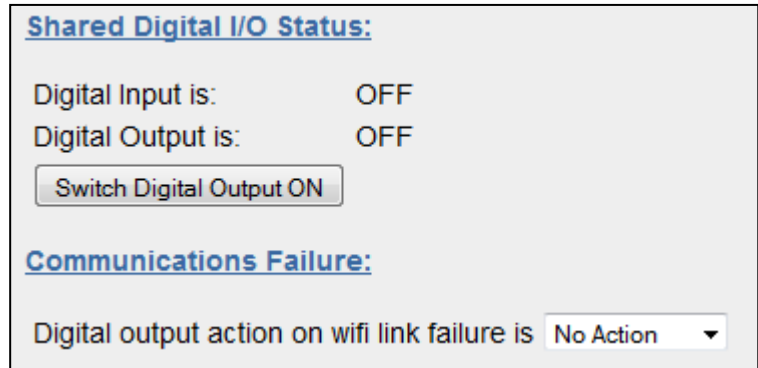 Shared Digital I/O Status:
Digital Input is: OFF
Digital Output is: OFF
Switch Digital Output ON
Communications Failure:
Digital output action on wifi link failure is No Action